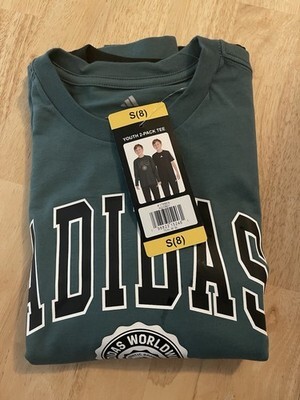 S(8)
YOUTH 2-PACK TEE
S(8)
ADIDAS
DAS WORLDW